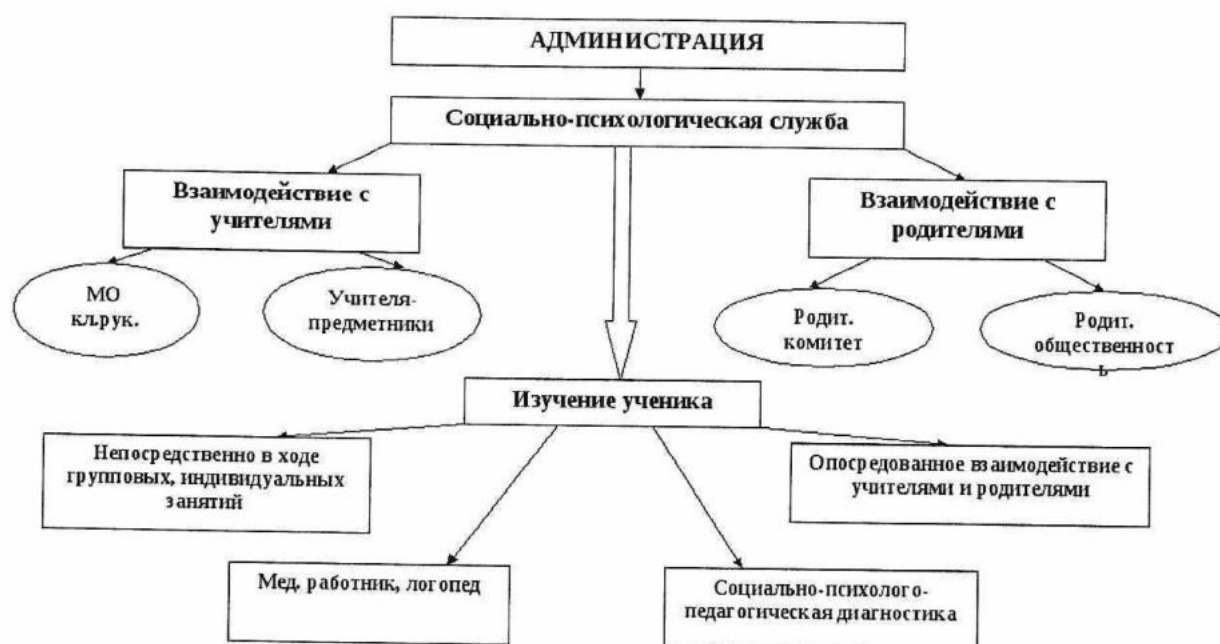 АДМИНИСТРАЦИЯ
Социально-психологическая служба
Взаимодействие с
учителями
Взаимодействие с
родителями
МО
кл.рук.
Учителя-
предметники
Родит.
комитет
Родит.
общественност
ь
Изучение ученика
Непосредственно в ходе
групповых, индивидуальных
занятий
Опосредованное взаимодействие с
учителями и родителями
Мед. работник, логопед
Социально-психолого-
педагогическая диагностика